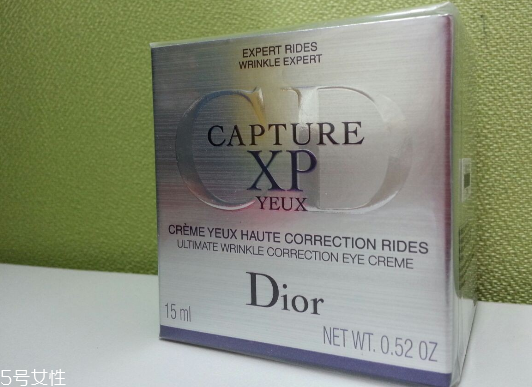 EXPERT RIDES
WRINKLE EXPERT
CD
CAPTURE
XP
YEUX
CRÈME YEUX HAUTE CORRECTION RIDES
ULTIMATE WRINKLE CORRECTION EYE CREME
Dior
15 ml
NET WT. 0.52 OZ
5号女性